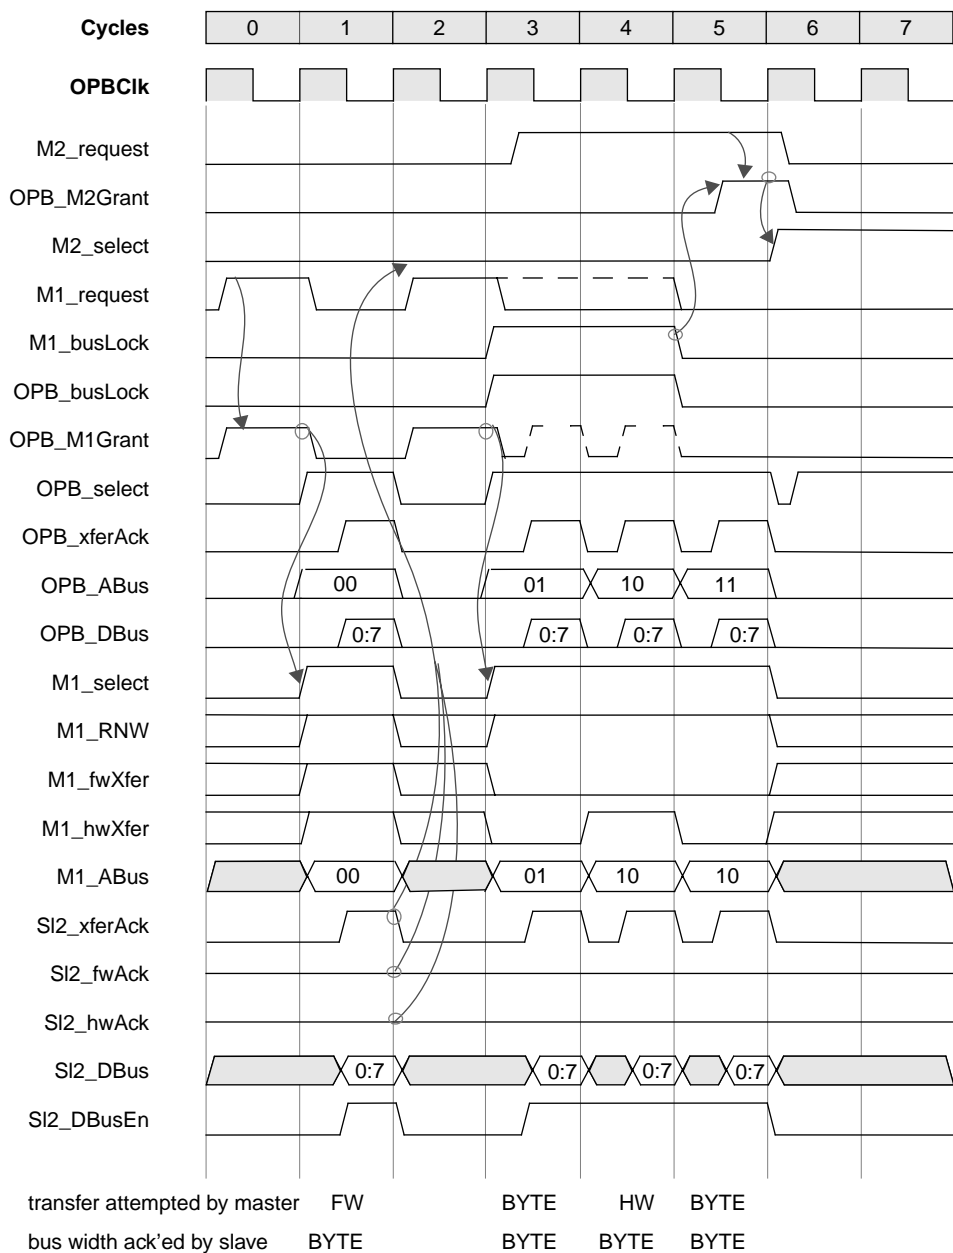 Cycles 0 1 2 3 4 5 6 7
OPBClk
M2_request
OPB_M2Grant
M2_select
M1_request
M1_busLock
OPB_busLock
OPB_M1Grant
OPB_select
OPB_xferAck
OPB_ABus 00 01 10 11
OPB_DBus 0:7 0:7 0:7 0:7
M1_select
M1_RNW
M1_fwXfer
M1_hwXfer
M1_ABus 00 01 10 10
Sl2_xferAck
Sl2_fwAck
Sl2_hwAck
Sl2_DBus 0:7 0:7 0:7 0:7
Sl2_DBusEn
transfer attempted by master FW BYTE HW BYTE
bus width ack'ed by slave BYTE BYTE BYTE BYTE